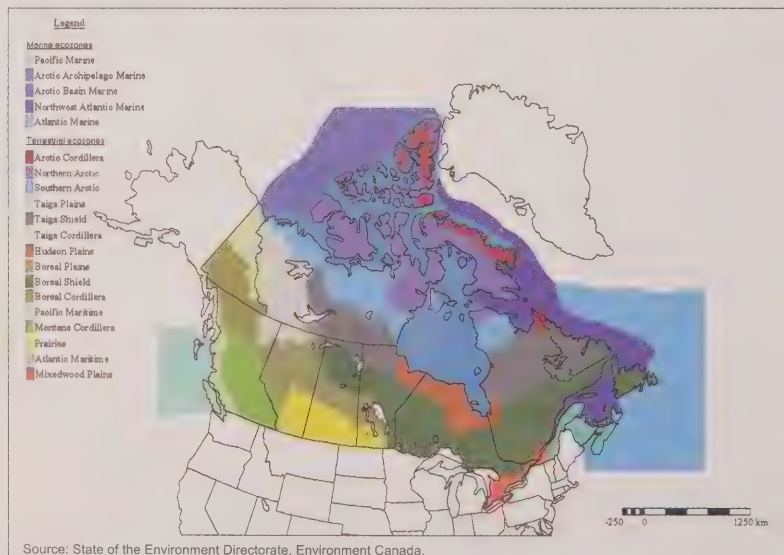 Legend
Marine ecozones
Pacific Marine
Arctic Archipelago Marine
Arctic Basin Marine
Northwest Atlantic Marine
Atlantic Marine
Terrestrial ecozones
Arctic Cordillera
Northern Arctic
Southern Arctic
Taiga Plains
Taiga Shield
Taiga Cordillera
Hudson Plains
Boreal Plains
Boreal Shield
Boreal Cordillera
Pacific Maritime
Montane Cordillera
Prairies
Atlantic Maritime
Mixedwood Plains
-250 0 1250 km
Source: State of the Environment Directorate, Environment Canada.